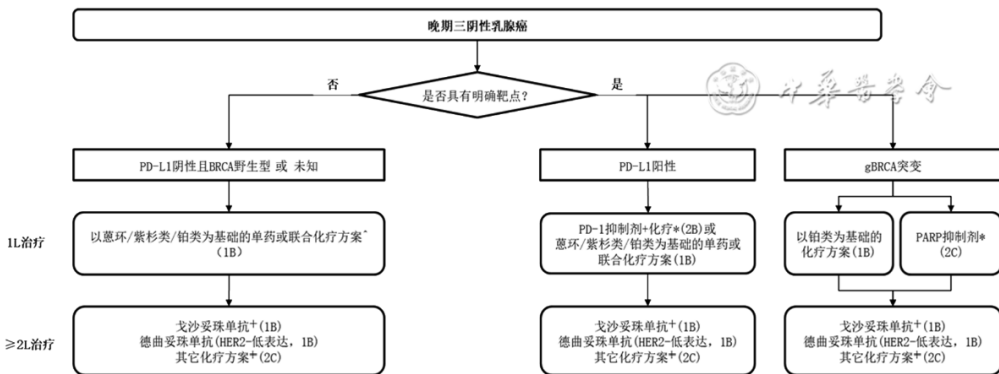 晚期三阴性乳腺癌
中华医学会
否
是否具有明确靶点?
是
PD-L1阴性且BRCA野生型 或 未知
PD-L1阳性
gBRCA突变
1L治疗
以蒽环/紫杉类/铂类为基础的单药或联合化疗方案^
(1B)
PD-1抑制剂+化疗*(2B)或
蒽环/紫杉类/铂类为基础的单药或
联合化疗方案(1B)
以铂类为基础的
化疗方案(1B)
PARP抑制剂*
(2C)
≥2L治疗
戈沙妥珠单抗+(1B)
德曲妥珠单抗(HER2-低表达, 1B)
其它化疗方案‡(2C)
戈沙妥珠单抗+(1B)
德曲妥珠单抗(HER2-低表达, 1B)
其它化疗方案‡(2C)
戈沙妥珠单抗+(1B)
德曲妥珠单抗(HER2-低表达, 1B)
其它化疗方案‡(2C)